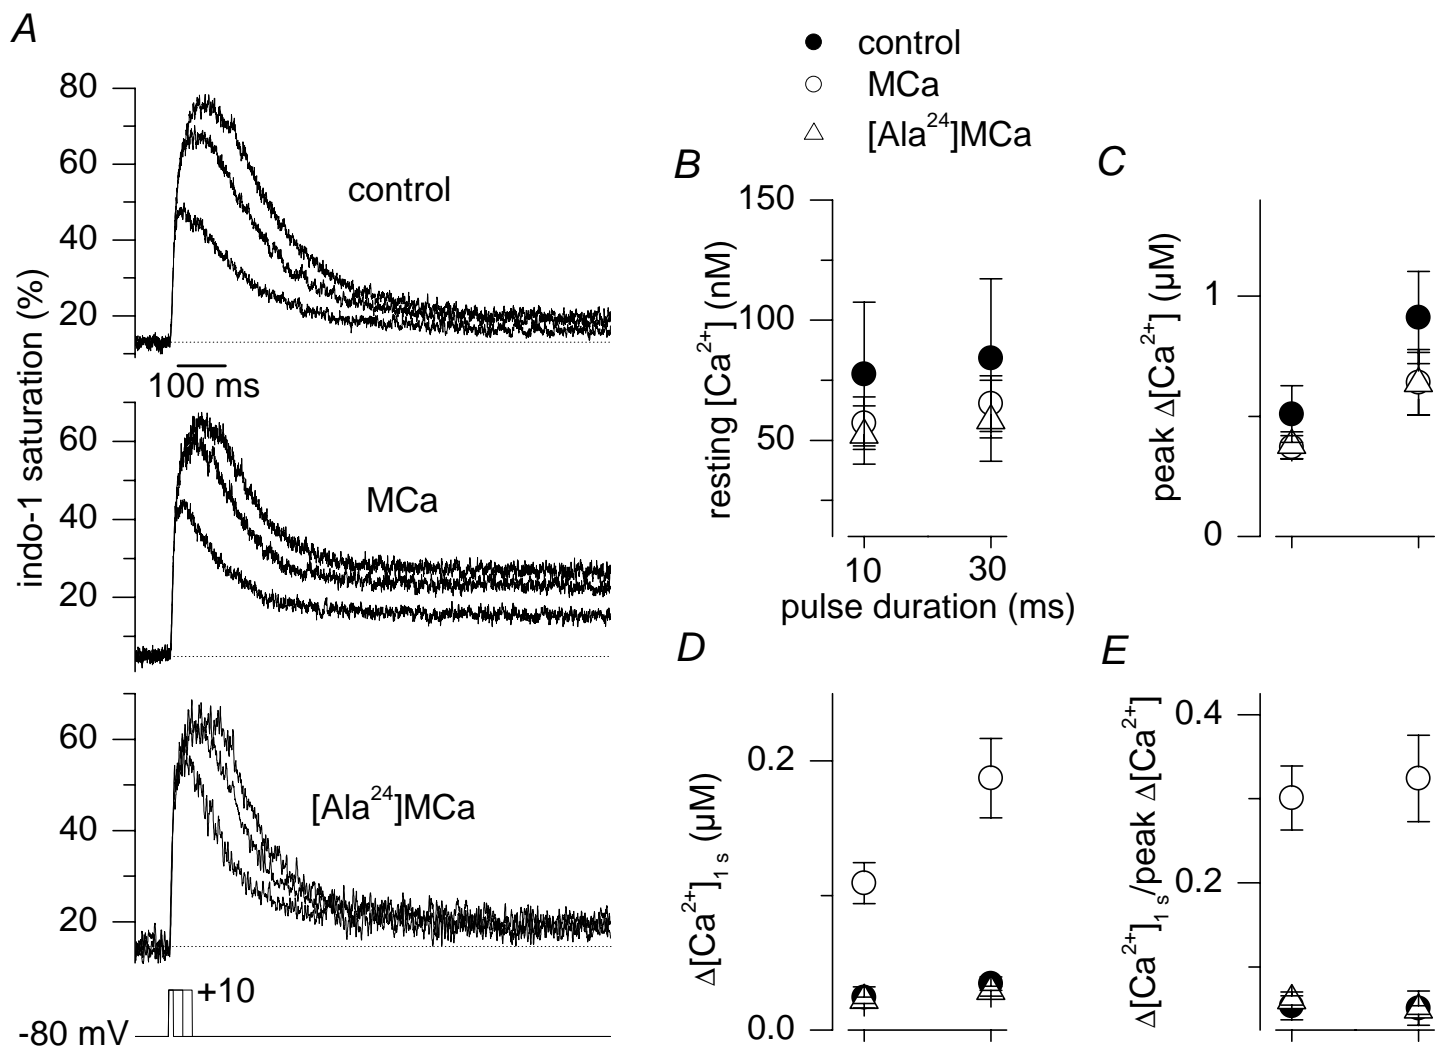 A
indo-1 saturation (%)
80
60
40
20
control
100 ms
60
40
20
MCa
60
40
20
[Ala24]MCa
+10
-80 mV
control
MCa
[Ala24]MCa
B
resting [Ca2+] (nM)
150
100
50
10 30
pulse duration (ms)
C
peak Δ[Ca2+] (µM)
1
0
D
Δ[Ca2+]1 s (µM)
0.2
0.0
E
Δ[Ca2+]1 s/peak Δ[Ca2+]
0.4
0.2